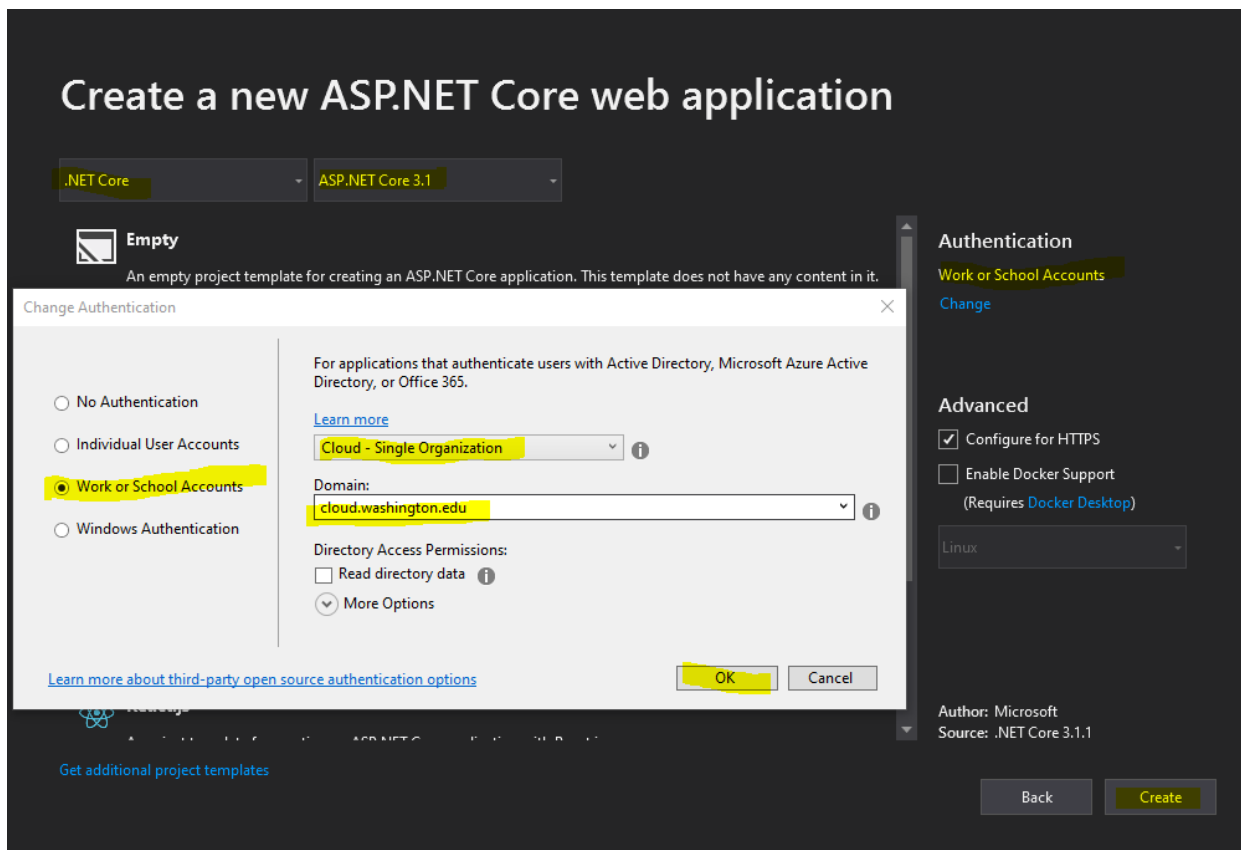 Create a new ASP.NET Core web application
.NET Core
ASP.NET Core 3.1
Empty
An empty project template for creating an ASP.NET Core application. This template does not have any content in it.
Authentication
Work or School Accounts
Change
Change Authentication
No Authentication
Individual User Accounts
Work or School Accounts
Windows Authentication
For applications that authenticate users with Active Directory, Microsoft Azure Active
Directory, or Office 365.
Learn more
Cloud - Single Organization
Domain:
cloud.washington.edu
Directory Access Permissions:
Read directory data
More Options
Learn more about third-party open source authentication options
OK
Cancel
Advanced
Configure for HTTPS
Enable Docker Support
(Requires Docker Desktop)
Linux
Author: Microsoft
Source: .NET Core 3.1.1
Get additional project templates
Back
Create